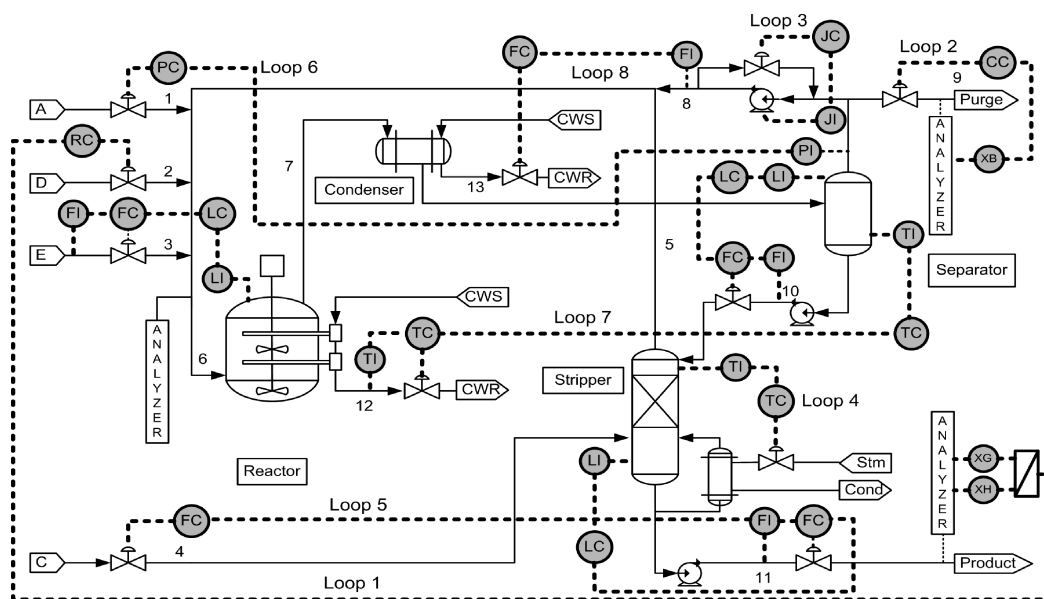 Loop 3
JC
FC
FI
Loop 2
CC
PC
Loop 6
Loop 8
9
A
1
8
Purge
JI
RC
CWS
ANALYZER
XB
7
PI
D
2
Condenser
13
CWR
LC
LI
FI
FC
LC
TI
E
3
5
FC
FI
LI
Separator
10
CWS
Loop 7
TC
TC
ANALYZER
6
TI
Stripper
TI
CWR
12
TC
Loop 4
ANALYZER
Reactor
LI
Stm
XG
Cond
XH
Loop 5
FC
FI
FC
4
LC
C
11
Product
Loop 1